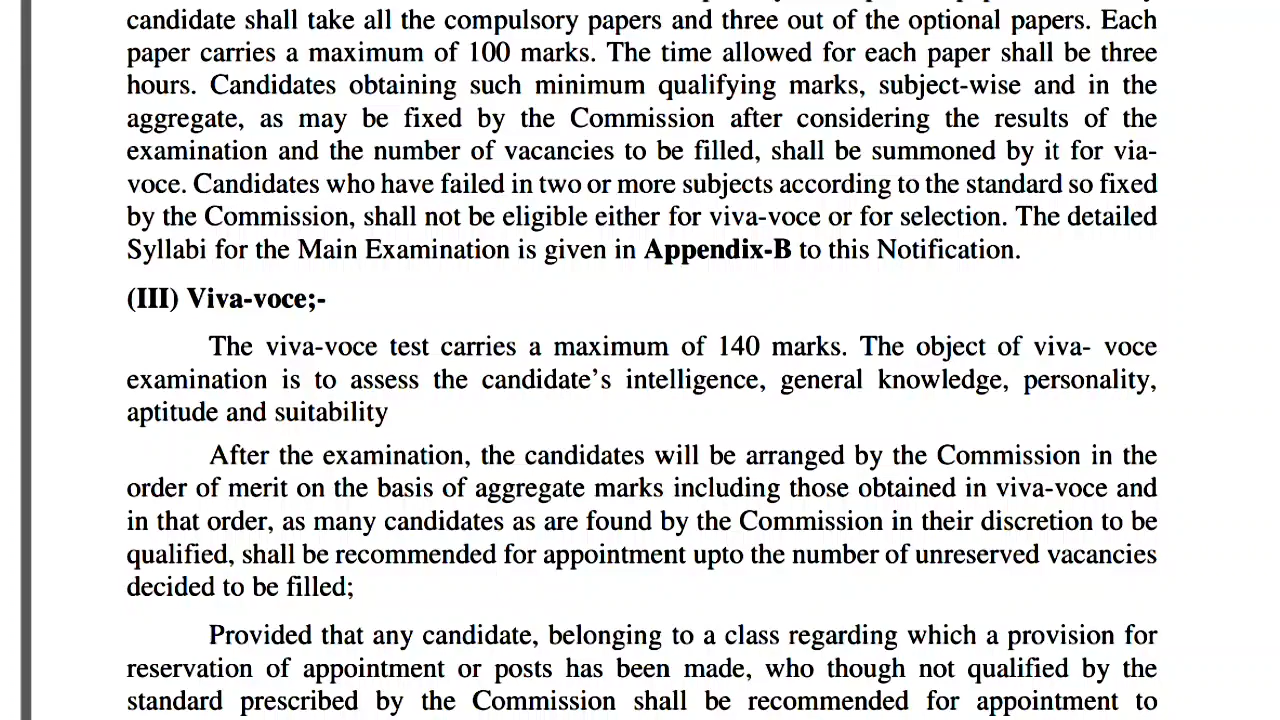 candidate shall take all the compulsory papers and three out of the optional papers. Each
paper carries a maximum of 100 marks. The time allowed for each paper shall be three
hours. Candidates obtaining such minimum qualifying marks, subject-wise and in the
aggregate, as may be fixed by the Commission after considering the results of the
examination and the number of vacancies to be filled, shall be summoned by it for via-
voce. Candidates who have failed in two or more subjects according to the standard so fixed
by the Commission, shall not be eligible either for viva-voce or for selection. The detailed
Syllabi for the Main Examination is given in Appendix-B to this Notification.
(III) Viva-voce;-
The viva-voce test carries a maximum of 140 marks. The object of viva- voce
examination is to assess the candidate’s intelligence, general knowledge, personality,
aptitude and suitability
After the examination, the candidates will be arranged by the Commission in the
order of merit on the basis of aggregate marks including those obtained in viva-voce and
in that order, as many candidates as are found by the Commission in their discretion to be
qualified, shall be recommended for appointment upto the number of unreserved vacancies
decided to be filled;
Provided that any candidate, belonging to a class regarding which a provision for
reservation of appointment or posts has been made, who though not qualified by the
standard prescribed by the Commission shall be recommended for appointment to